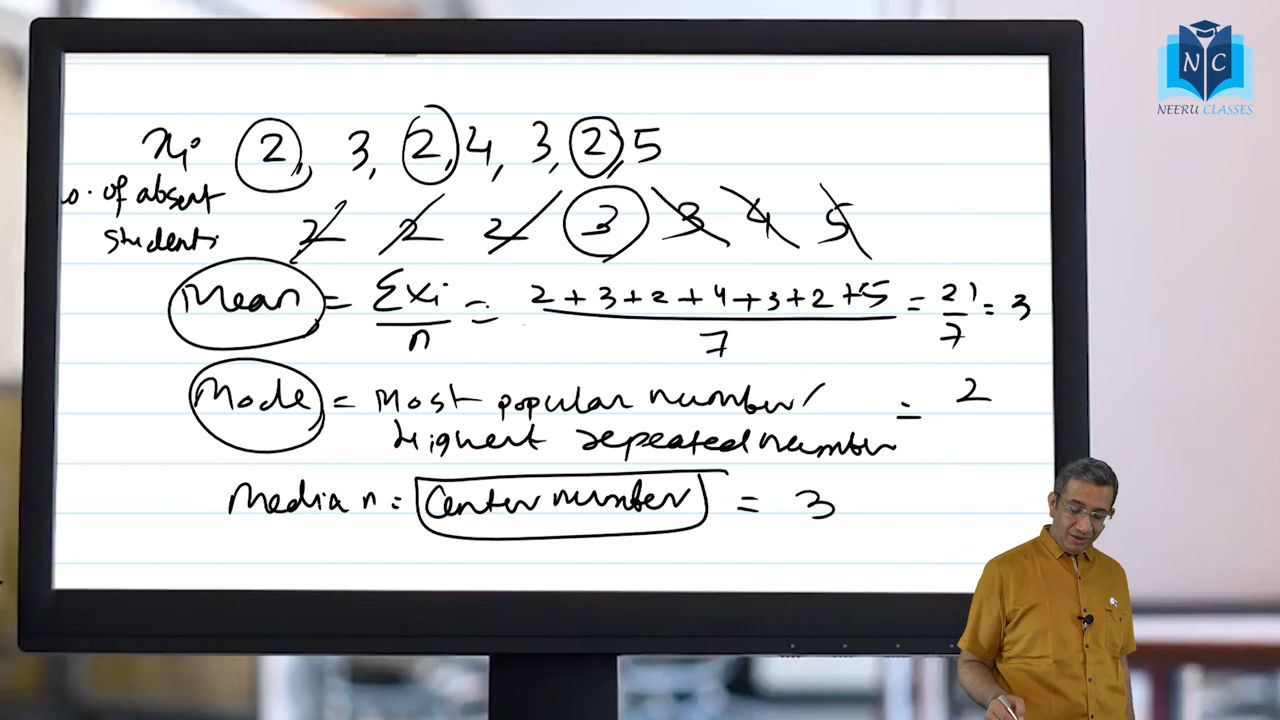 NC
NEERU CLASSES
xi 2, 3, 2, 4, 3, 2, 5
o. of absent
students
2 2 2 3 3 4 5
Mean = Σxi/n = 2+3+2+4+3+2+5/7 = 21/7 = 3
Mode = Most popular number/ = 2
Highest repeated number
Median = Center number = 3